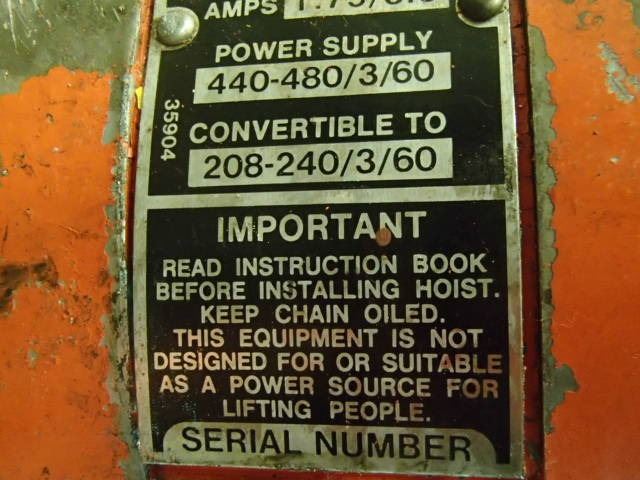 AMPS
POWER SUPPLY
440-480/3/60
35904
CONVERTIBLE TO
208-240/3/60
IMPORTANT
READ INSTRUCTION BOOK
BEFORE INSTALLING HOIST.
KEEP CHAIN OILED.
THIS EQUIPMENT IS NOT
DESIGNED FOR OR SUITABLE
AS A POWER SOURCE FOR
LIFTING PEOPLE.
SERIAL NUMBER